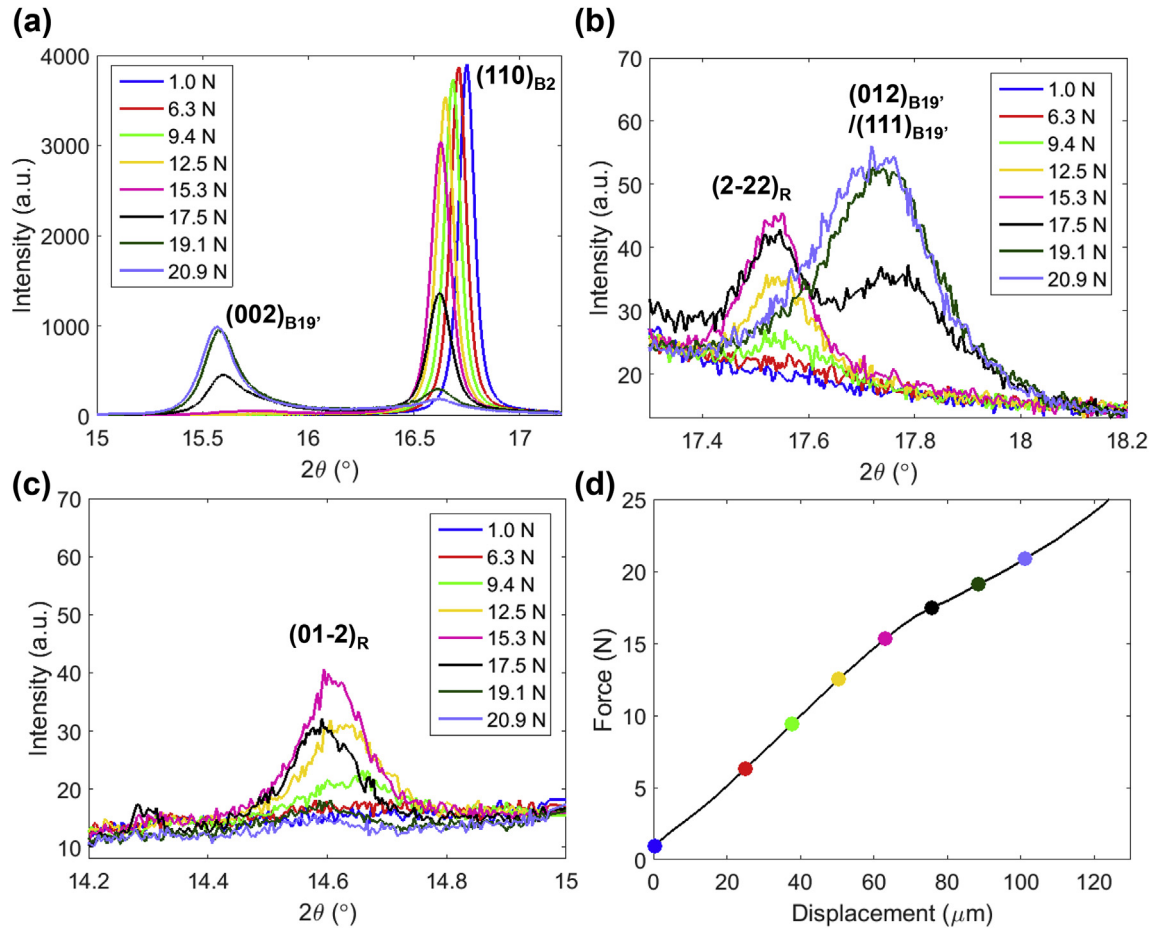 (a)
4000
3000
2000
1000
0
Intensity (a.u.)
1.0 N
6.3 N
9.4 N
12.5 N
15.3 N
17.5 N
19.1 N
20.9 N
(110)B2
(002)B19'
15
15.5
16
16.5
17
2θ (°)
(b)
70
60
50
40
30
20
Intensity (a.u.)
(012)B19'
/(111)B19'
(2-22)R
1.0 N
6.3 N
9.4 N
12.5 N
15.3 N
17.5 N
19.1 N
20.9 N
17.4
17.6
17.8
18
18.2
2θ (°)
(c)
70
60
50
40
30
20
10
Intensity (a.u.)
(01-2)R
1.0 N
6.3 N
9.4 N
12.5 N
15.3 N
17.5 N
19.1 N
20.9 N
14.2
14.4
14.6
14.8
15
2θ (°)
(d)
25
20
15
10
5
0
Force (N)
0
20
40
60
80
100
120
Displacement (μm)